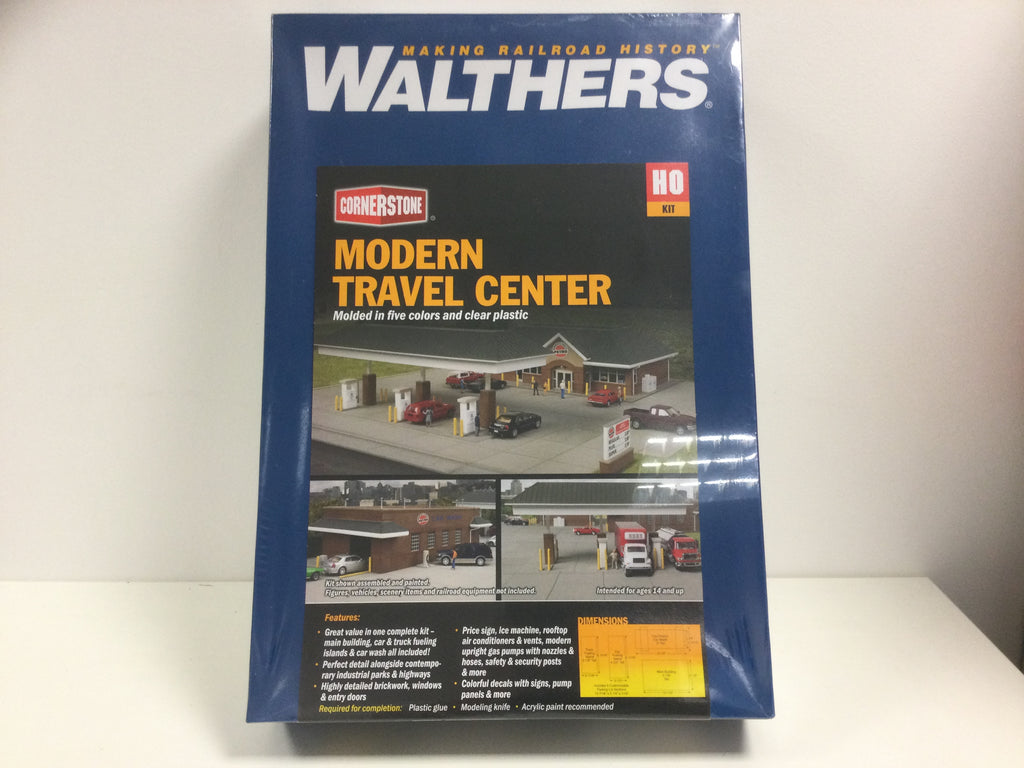 MAKING RAILROAD HISTORY™
WALTHERS®
HO
KIT
CORNERSTONE®
MODERN
TRAVEL CENTER
Molded in five colors and clear plastic
Kit shown assembled and painted.
Figures, vehicles, scenery items and railroad equipment not included.
Intended for ages 14 and up
Features:
• Great value in one complete kit –
main building, car & truck fueling
islands & car wash all included!
• Perfect detail alongside contempo-
rary industrial parks & highways
• Highly detailed brickwork, windows
& entry doors
• Price sign, ice machine, rooftop
air conditioners & vents, modern
upright gas pumps with nozzles &
hoses, safety & security posts
& more
• Colorful decals with signs, pump
panels & more
DIMENSIONS
Required for completion: Plastic glue • Modeling knife • Acrylic paint recommended